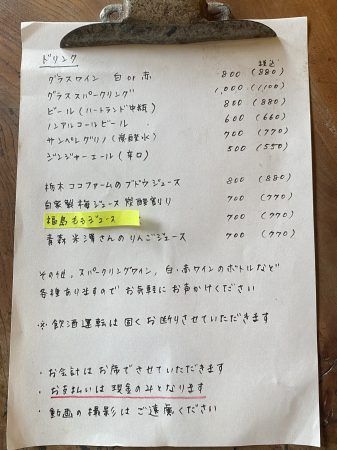 ドリンク
税込
グラスワイン 白 or 赤 800 (880)
グラススパークリング 1,000 (1,100)
ビール (ハートランド中瓶) 800 (880)
ノンアルコールビール 600 (660)
サンペレグリノ (炭酸水) 700 (770)
ジンジャーエール (辛口) 500 (550)
栃木 ココファームのブドウジュース 800 (880)
自家製 梅ジュース 炭酸割り 700 (770)
福島 ももジュース 700 (770)
青森 米澤さんのりんごジュース 700 (770)
その他、スパークリングワイン、白・赤ワインのボトルなど
各種ありますので お気軽にお声がけください
※ 飲酒運転は固くお断りさせていただきます
・お会計はお席でさせていただきます
・お支払いは現金のみとなります
・動画の撮影はご遠慮ください